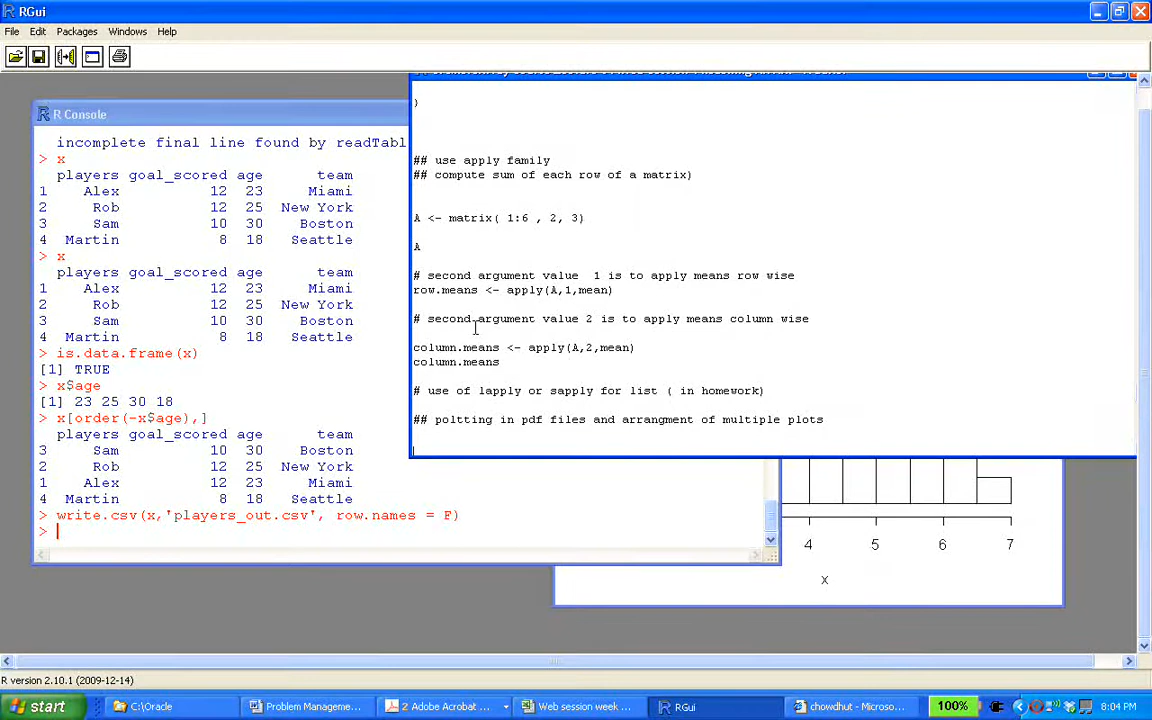 RGui
File Edit Packages Windows Help
R Console
incomplete final line found by readTabl
> x
players goal_scored age team
1 Alex 12 23 Miami
2 Rob 12 25 New York
3 Sam 10 30 Boston
4 Martin 8 18 Seattle
> x
players goal_scored age team
1 Alex 12 23 Miami
2 Rob 12 25 New York
3 Sam 10 30 Boston
4 Martin 8 18 Seattle
> is.data.frame(x)
[1] TRUE
> x$age
[1] 23 25 30 18
> x[order(-x$age),]
players goal_scored age team
3 Sam 10 30 Boston
2 Rob 12 25 New York
1 Alex 12 23 Miami
4 Martin 8 18 Seattle
> write.csv(x,'players_out.csv', row.names = F)
>
)
## use apply family
## compute sum of each row of a matrix)
A <- matrix( 1:6 , 2, 3)
A
# second argument value 1 is to apply means row wise
row.means <- apply(A,1,mean)
# second argument value 2 is to apply means column wise
column.means <- apply(A,2,mean)
column.means
# use of lapply or sapply for list ( in homework)
## poltting in pdf files and arrangment of multiple plots
4 5 6 7
x
R version 2.10.1 (2009-12-14)
start
C:\Oracle
Problem Manageme...
2 Adobe Acrobat ...
Web session week ...
RGui
chowdhut - Microso...
100%
8:04 PM